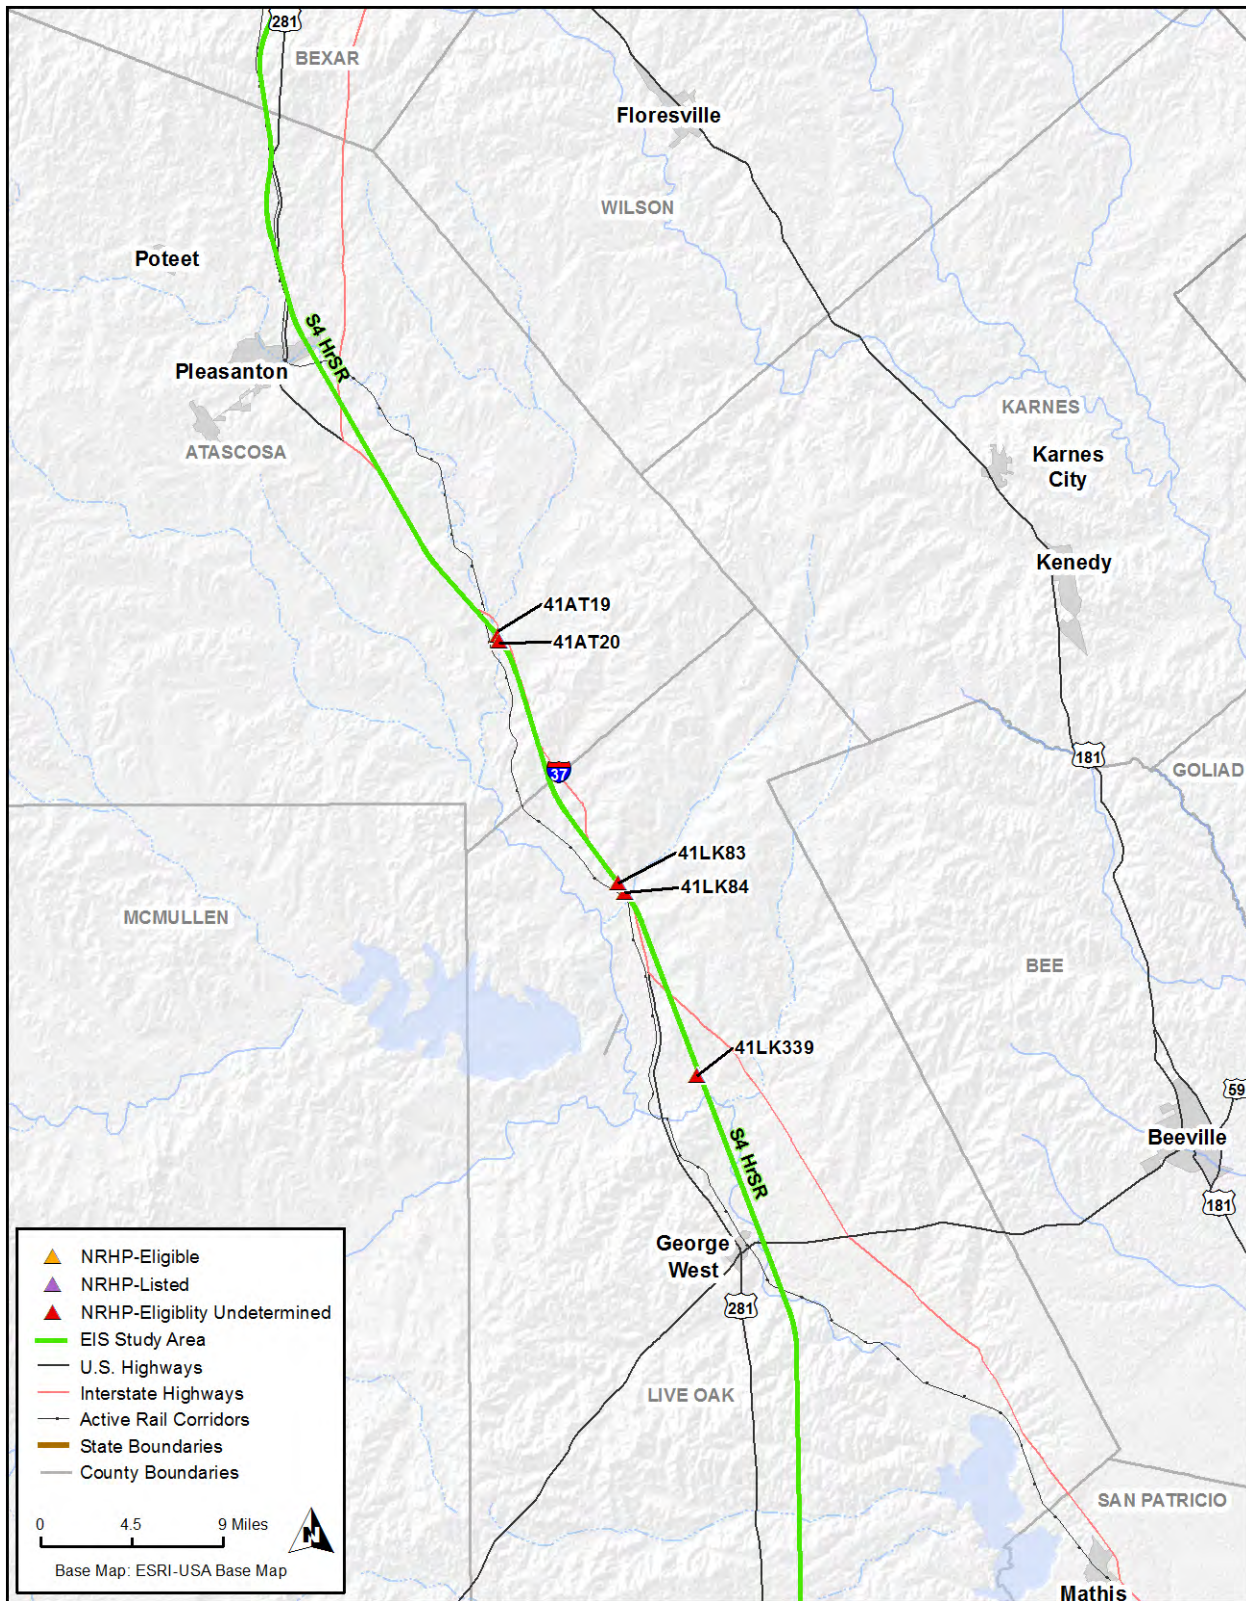 281
BEXAR
Floresville
WILSON
Poteet
S4 HrSR
Pleasanton
KARNES
ATASCOSA
Karnes
City
Kenedy
41AT19
41AT20
181
GOLIAD
37
41LK83
41LK84
MCMULLEN
BEE
41LK339
59
Beeville
S4 HrSR
181
George
West
281
LIVE OAK
SAN PATRICIO
Mathis
NRHP-Eligible
NRHP-Listed
NRHP-Eligiblity Undetermined
EIS Study Area
U.S. Highways
Interstate Highways
Active Rail Corridors
State Boundaries
County Boundaries
0 4.5 9 Miles
N
Base Map: ESRI-USA Base Map